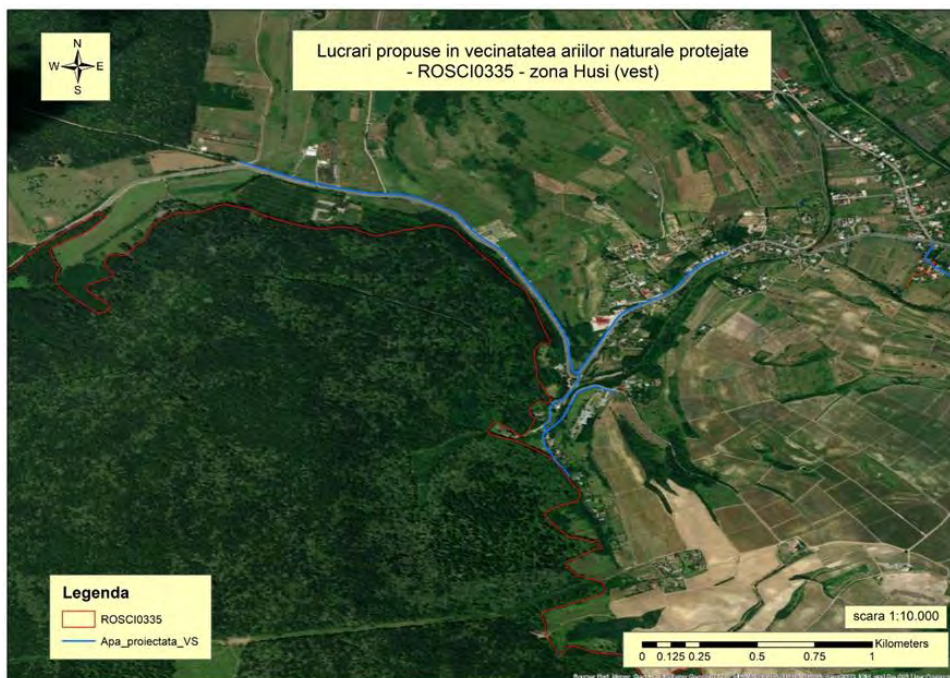 N
W E
S
Lucrari propuse in vecinatatea ariilor naturale protejate
- ROSCI0335 - zona Husi (vest)
Legenda
ROSCI0335
Apa_proiectata_VS
scara 1:10.000
Kilometers
0 0.125 0.25 0.5 0.75 1